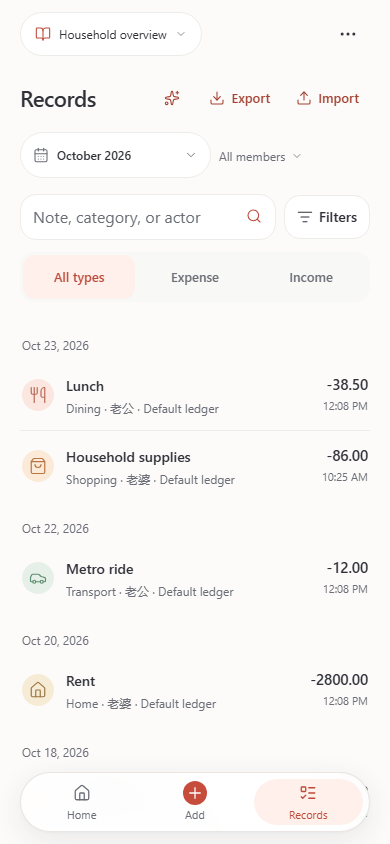 Household overview
Records
Export
Import
October 2026
All members
Note, category, or actor
Filters
All types
Expense
Income
Oct 23, 2026
Lunch
-38.50
Dining · 老公 · Default ledger
12:08 PM
Household supplies
-86.00
Shopping · 老婆 · Default ledger
10:25 AM
Oct 22, 2026
Metro ride
-12.00
Transport · 老公 · Default ledger
12:08 PM
Oct 20, 2026
Rent
-2800.00
Home · 老婆 · Default ledger
12:08 PM
Oct 18, 2026
Home
Add
Records